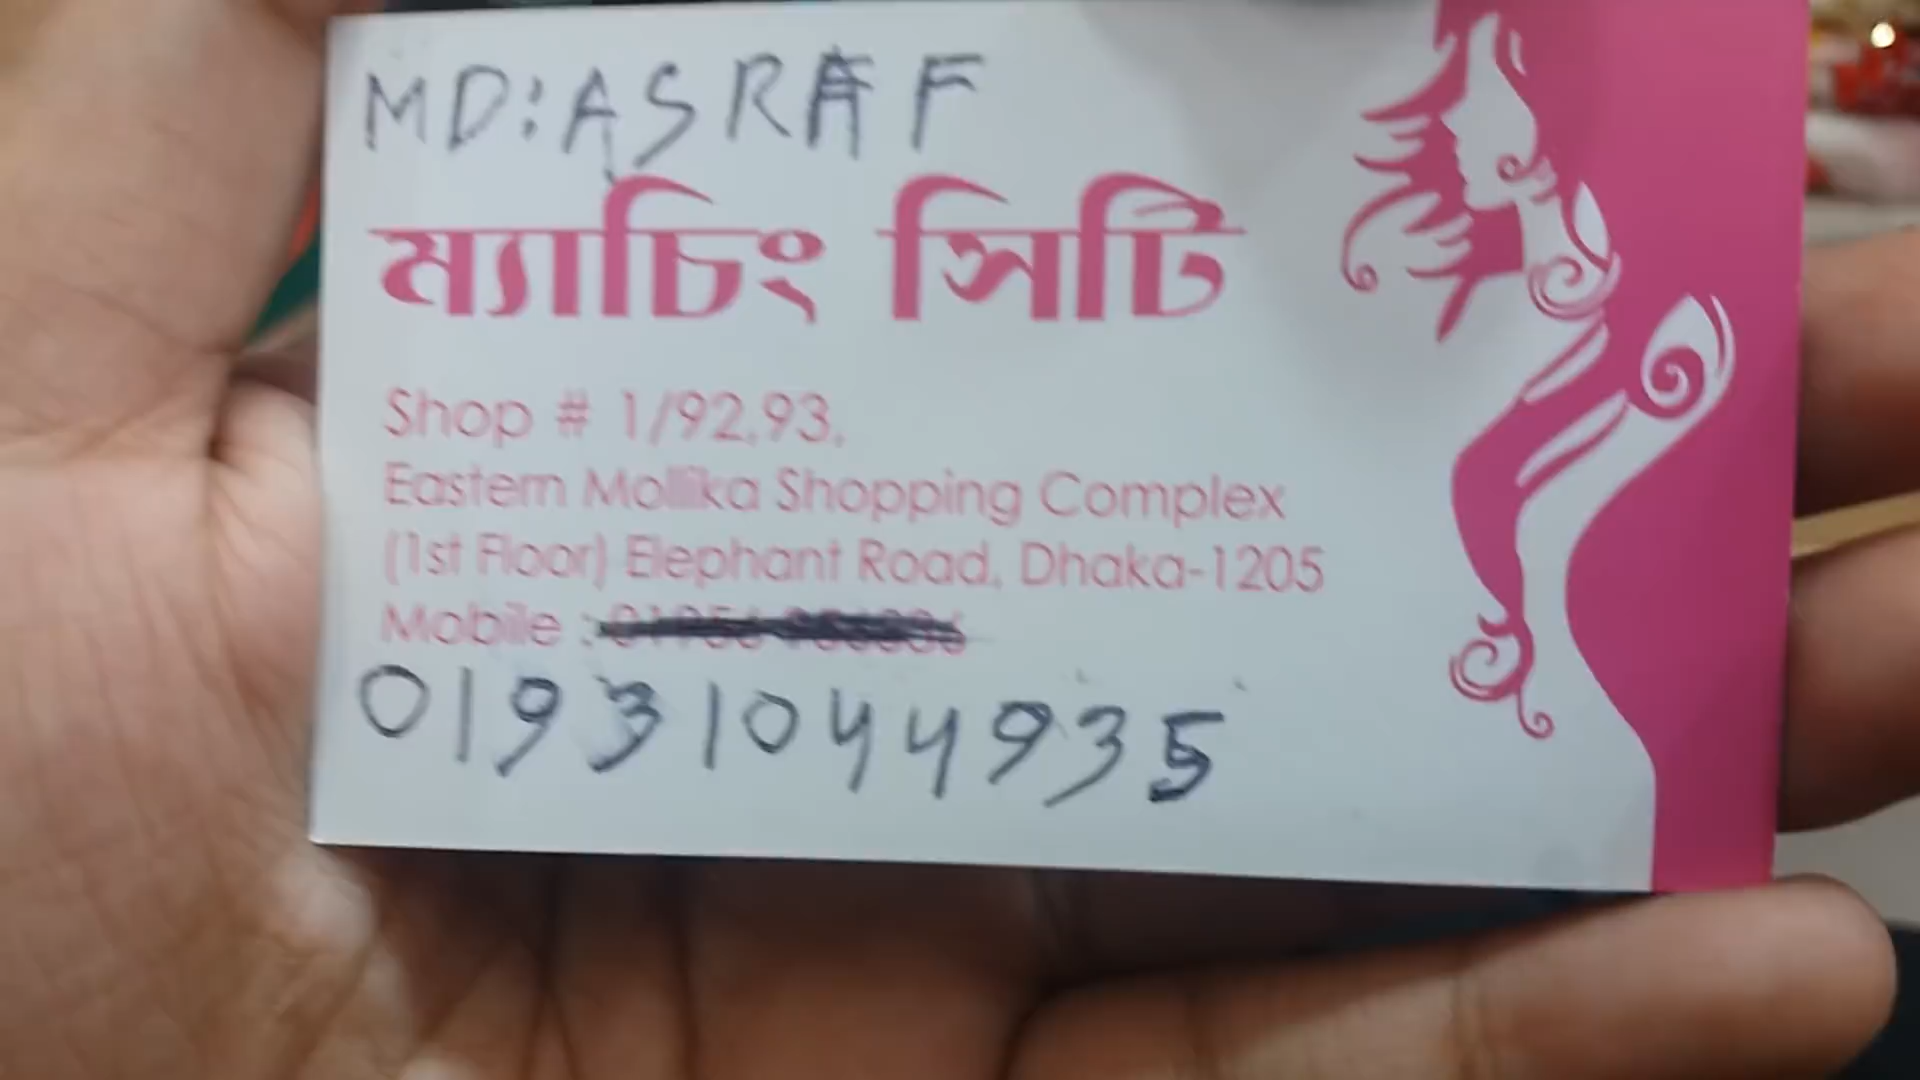 MD:ASRAF
ম্যাচিং সিটি
Shop # 1/92,93,
Eastern Mollika Shopping Complex
(1st Floor) Elephant Road, Dhaka-1205
Mobile :
01931044935